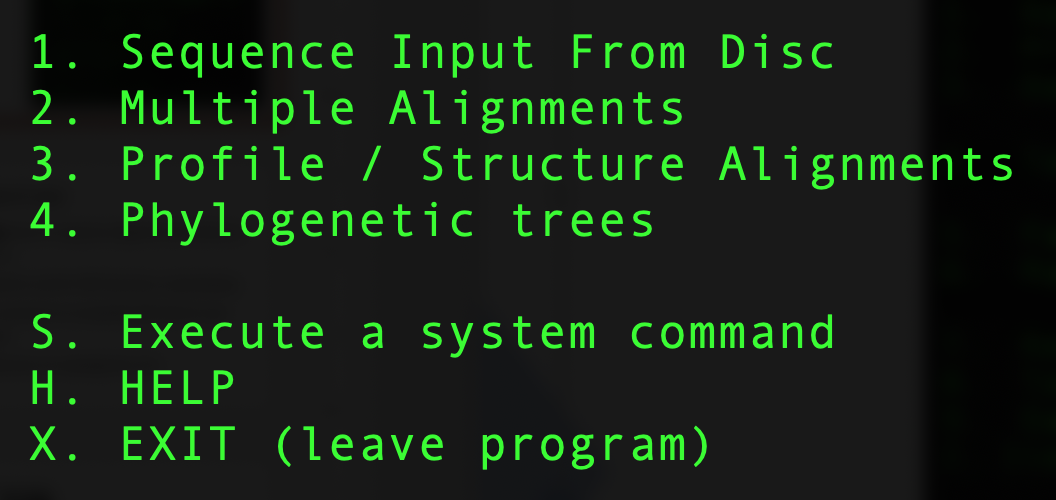 1. Sequence Input From Disc
2. Multiple Alignments
3. Profile / Structure Alignments
4. Phylogenetic trees
S. Execute a system command
H. HELP
X. EXIT (leave program)